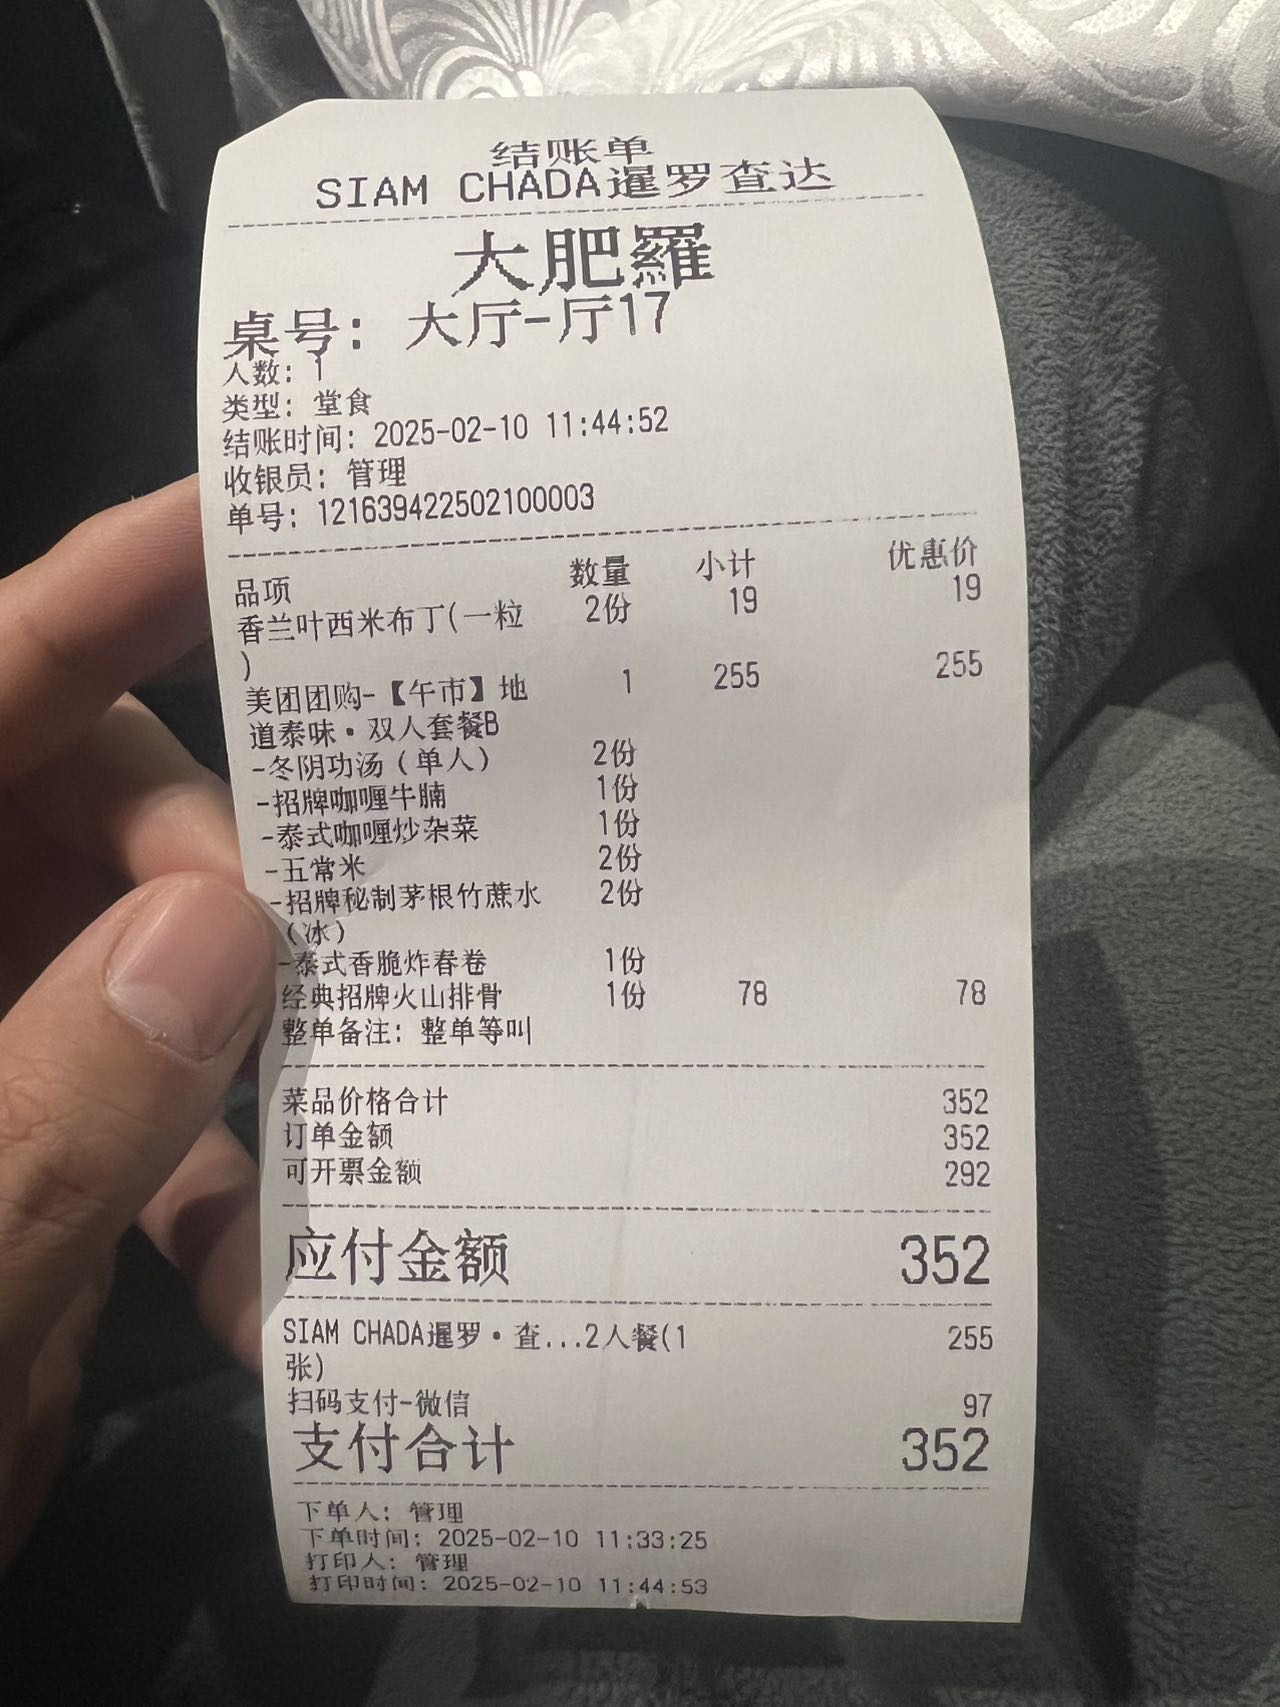 结账单
SIAM CHADA暹罗查达
大肥羅
桌号: 大厅-厅17
人数: 1
类型: 堂食
结账时间: 2025-02-10 11:44:52
收银员: 管理
单号: 121639422502100003
品项 数量 小计 优惠价
香兰叶西米布丁(一粒 2份 19 19
)
美团团购-【午市】地 1 255 255
道泰味·双人套餐B
-冬阴功汤(单人) 2份
-招牌咖喱牛腩 1份
-泰式咖喱炒杂菜 1份
-五常米 2份
-招牌秘制茅根竹蔗水 2份
(冰)
-泰式香脆炸春卷 1份
经典招牌火山排骨 1份 78 78
整单备注: 整单等叫
菜品价格合计 352
订单金额 352
可开票金额 292
应付金额 352
SIAM CHADA暹罗·查...2人餐(1 255
张)
扫码支付-微信 97
支付合计 352
下单人: 管理
下单时间: 2025-02-10 11:33:25
打印人: 管理
打印时间: 2025-02-10 11:44:53